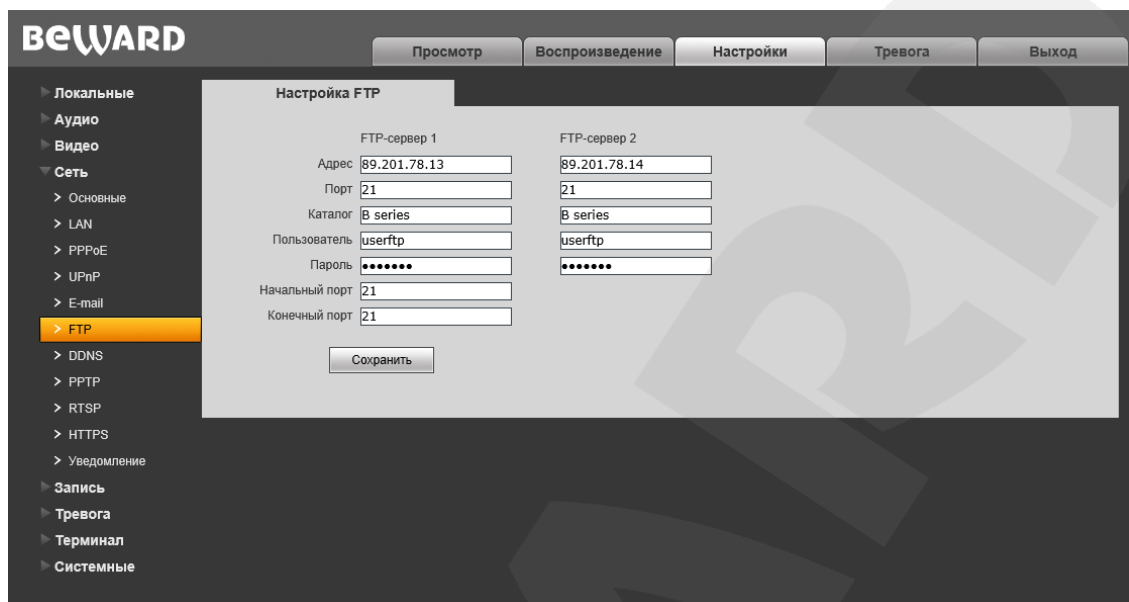 BEWARD
Просмотр
Воспроизведение
Настройки
Тревога
Выход
Локальные
Аудио
Видео
Сеть
> Основные
> LAN
> PPPoE
> UPnP
> E-mail
> FTP
> DDNS
> PPTP
> RTSP
> HTTPS
> Уведомление
Запись
Тревога
Терминал
Системные
Настройка FTP
FTP-сервер 1 FTP-сервер 2
Адрес 89.201.78.13 89.201.78.14
Порт 21 21
Каталог B series B series
Пользователь userftp userftp
Пароль ••••••• •••••••
Начальный порт 21
Конечный порт 21
Сохранить